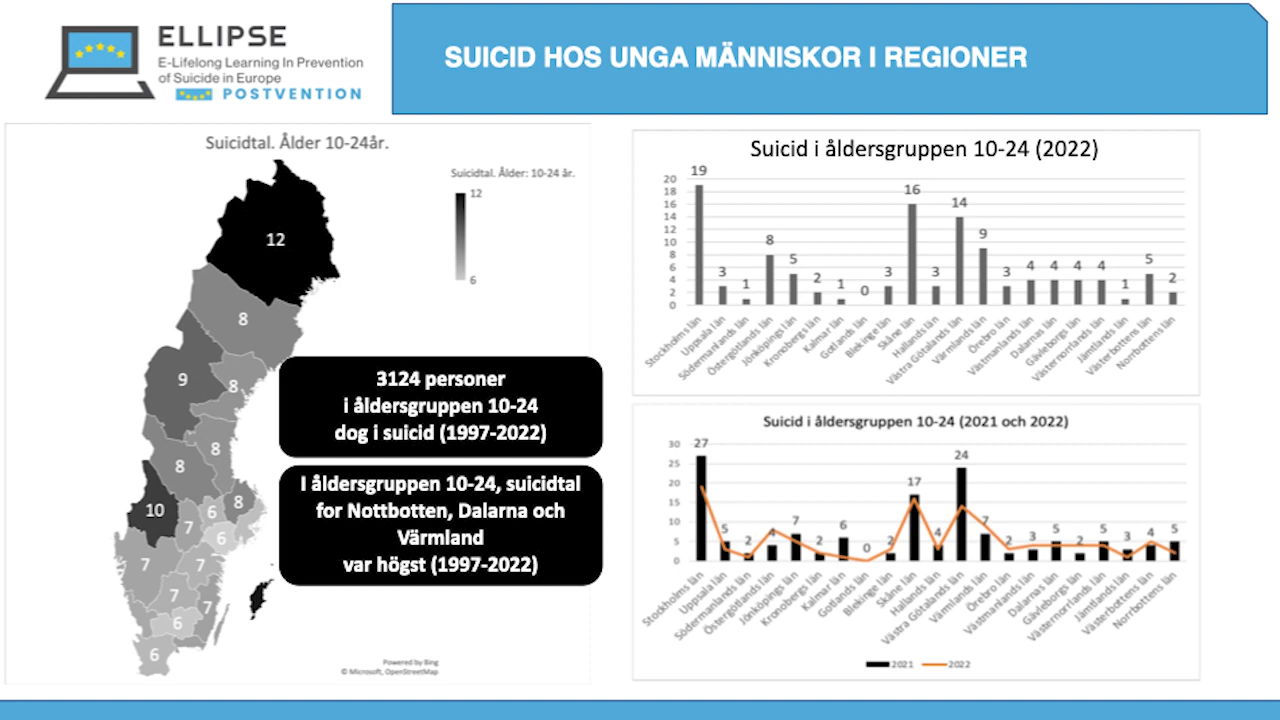 ELLIPSE
E-Lifelong Learning In Prevention
of Suicide in Europe
POSTVENTION
SUICID HOS UNGA MÄNNISKOR I REGIONER
Suicidtal. Ålder 10-24år.
Suicidtal. Ålder: 10-24 år.
12
6
12
8
9
8
8
8
10
6
8
7
6
7
7
7
7
6
6
3124 personer
i åldersgruppen 10-24
dog i suicid (1997-2022)
I åldersgruppen 10-24, suicidtal
for Nottbotten, Dalarna och
Värmland
var högst (1997-2022)
Powered by Bing
© Microsoft, OpenStreetMap
Suicid i åldersgruppen 10-24 (2022)
20
18
16
14
12
10
8
6
4
2
0
19 3 1 8 5 2 1 0 3 16 3 14 9 3 4 4 4 4 1 5 2
Stockholms län
Uppsala län
Södermanlands län
Östergötlands län
Jönköpings län
Kronobergs län
Kalmar län
Gotlands län
Blekinge län
Skåne län
Hallands län
Västra Götalands län
Värmlands län
Örebro län
Västmanlands län
Dalarnas län
Gävleborgs län
Västernorrlands län
Jämtlands län
Västerbottens län
Norrbottens län
Suicid i åldersgruppen 10-24 (2021 och 2022)
30
25
20
15
10
5
0
27 5 2 4 7 2 6 0 2 17 4 24 7 2 3 5 2 5 3 4 5
Stockholms län
Uppsala län
Södermanlands län
Östergötlands län
Jönköpings län
Kronobergs län
Kalmar län
Gotlands län
Blekinge län
Skåne län
Hallands län
Västra Götalands län
Värmlands län
Örebro län
Västmanlands län
Dalarnas län
Gävleborgs län
Västernorrlands län
Jämtlands län
Västerbottens län
Norrbottens län
2021 2022